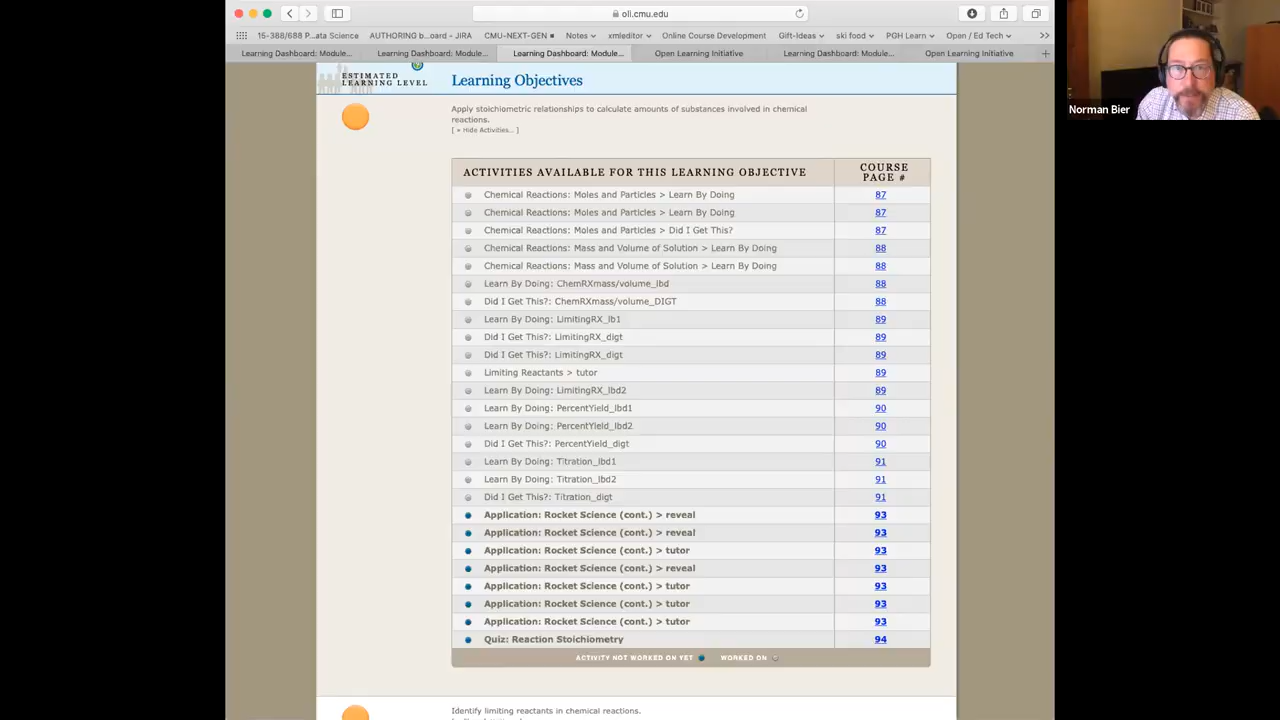 oli.cmu.edu
15-388/688 P...ata Science
AUTHORING b...oard - JIRA
CMU-NEXT-GEN
Notes
xmleditor
Online Course Development
Gift-Ideas
ski food
PGH Learn
Open / Ed Tech
Learning Dashboard: Module...
Learning Dashboard: Module...
Learning Dashboard: Module...
Open Learning Initiative
Learning Dashboard: Module...
Open Learning Initiative
ESTIMATED
LEARNING LEVEL
Learning Objectives
Norman Bier
Apply stoichiometric relationships to calculate amounts of substances involved in chemical
reactions.
[ Hide Activities... ]
ACTIVITIES AVAILABLE FOR THIS LEARNING OBJECTIVE
COURSE
PAGE #
Chemical Reactions: Moles and Particles > Learn By Doing 87
Chemical Reactions: Moles and Particles > Learn By Doing 87
Chemical Reactions: Moles and Particles > Did I Get This? 87
Chemical Reactions: Mass and Volume of Solution > Learn By Doing 88
Chemical Reactions: Mass and Volume of Solution > Learn By Doing 88
Learn By Doing: ChemRXmass/volume_lbd 88
Did I Get This?: ChemRXmass/volume_DIGT 88
Learn By Doing: LimitingRX_lb1 89
Did I Get This?: LimitingRX_digt 89
Did I Get This?: LimitingRX_digt 89
Limiting Reactants > tutor 89
Learn By Doing: LimitingRX_lbd2 89
Learn By Doing: PercentYield_lbd1 90
Learn By Doing: PercentYield_lbd2 90
Did I Get This?: PercentYield_digt 90
Learn By Doing: Titration_lbd1 91
Learn By Doing: Titration_lbd2 91
Did I Get This?: Titration_digt 91
Application: Rocket Science (cont.) > reveal 93
Application: Rocket Science (cont.) > reveal 93
Application: Rocket Science (cont.) > tutor 93
Application: Rocket Science (cont.) > reveal 93
Application: Rocket Science (cont.) > tutor 93
Application: Rocket Science (cont.) > tutor 93
Application: Rocket Science (cont.) > tutor 93
Quiz: Reaction Stoichiometry 94
ACTIVITY NOT WORKED ON YET WORKED ON
Identify limiting reactants in chemical reactions.